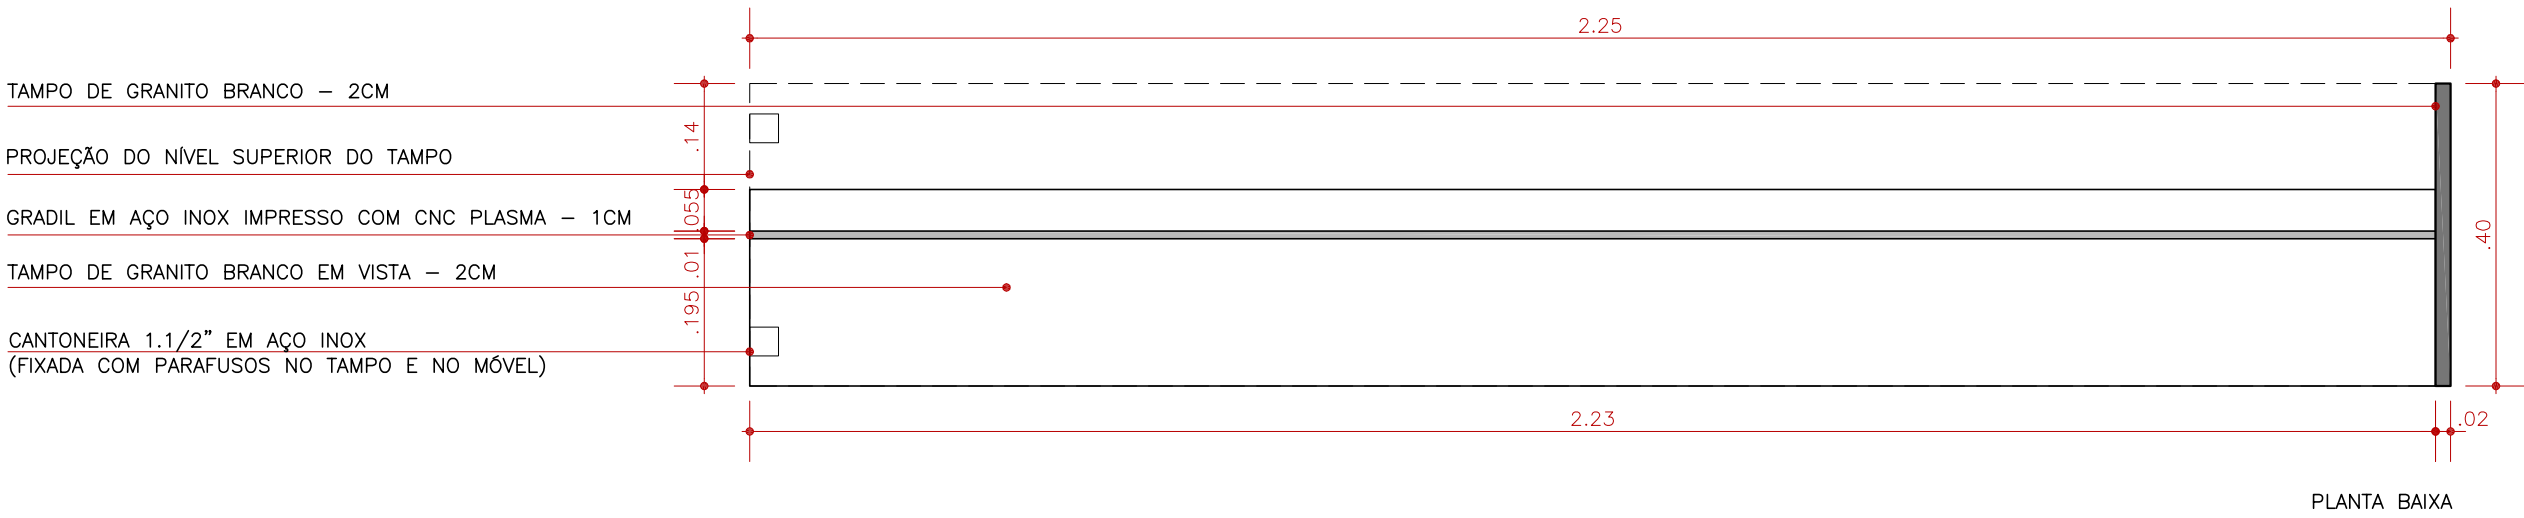 2.25
TAMPO DE GRANITO BRANCO – 2CM
.14
PROJEÇÃO DO NÍVEL SUPERIOR DO TAMPO
.055
GRADIL EM AÇO INOX IMPRESSO COM CNC PLASMA – 1CM
.40
.01
TAMPO DE GRANITO BRANCO EM VISTA – 2CM
.195
CANTONEIRA 1.1/2” EM AÇO INOX
(FIXADA COM PARAFUSOS NO TAMPO E NO MÓVEL)
2.23
.02
PLANTA BAIXA